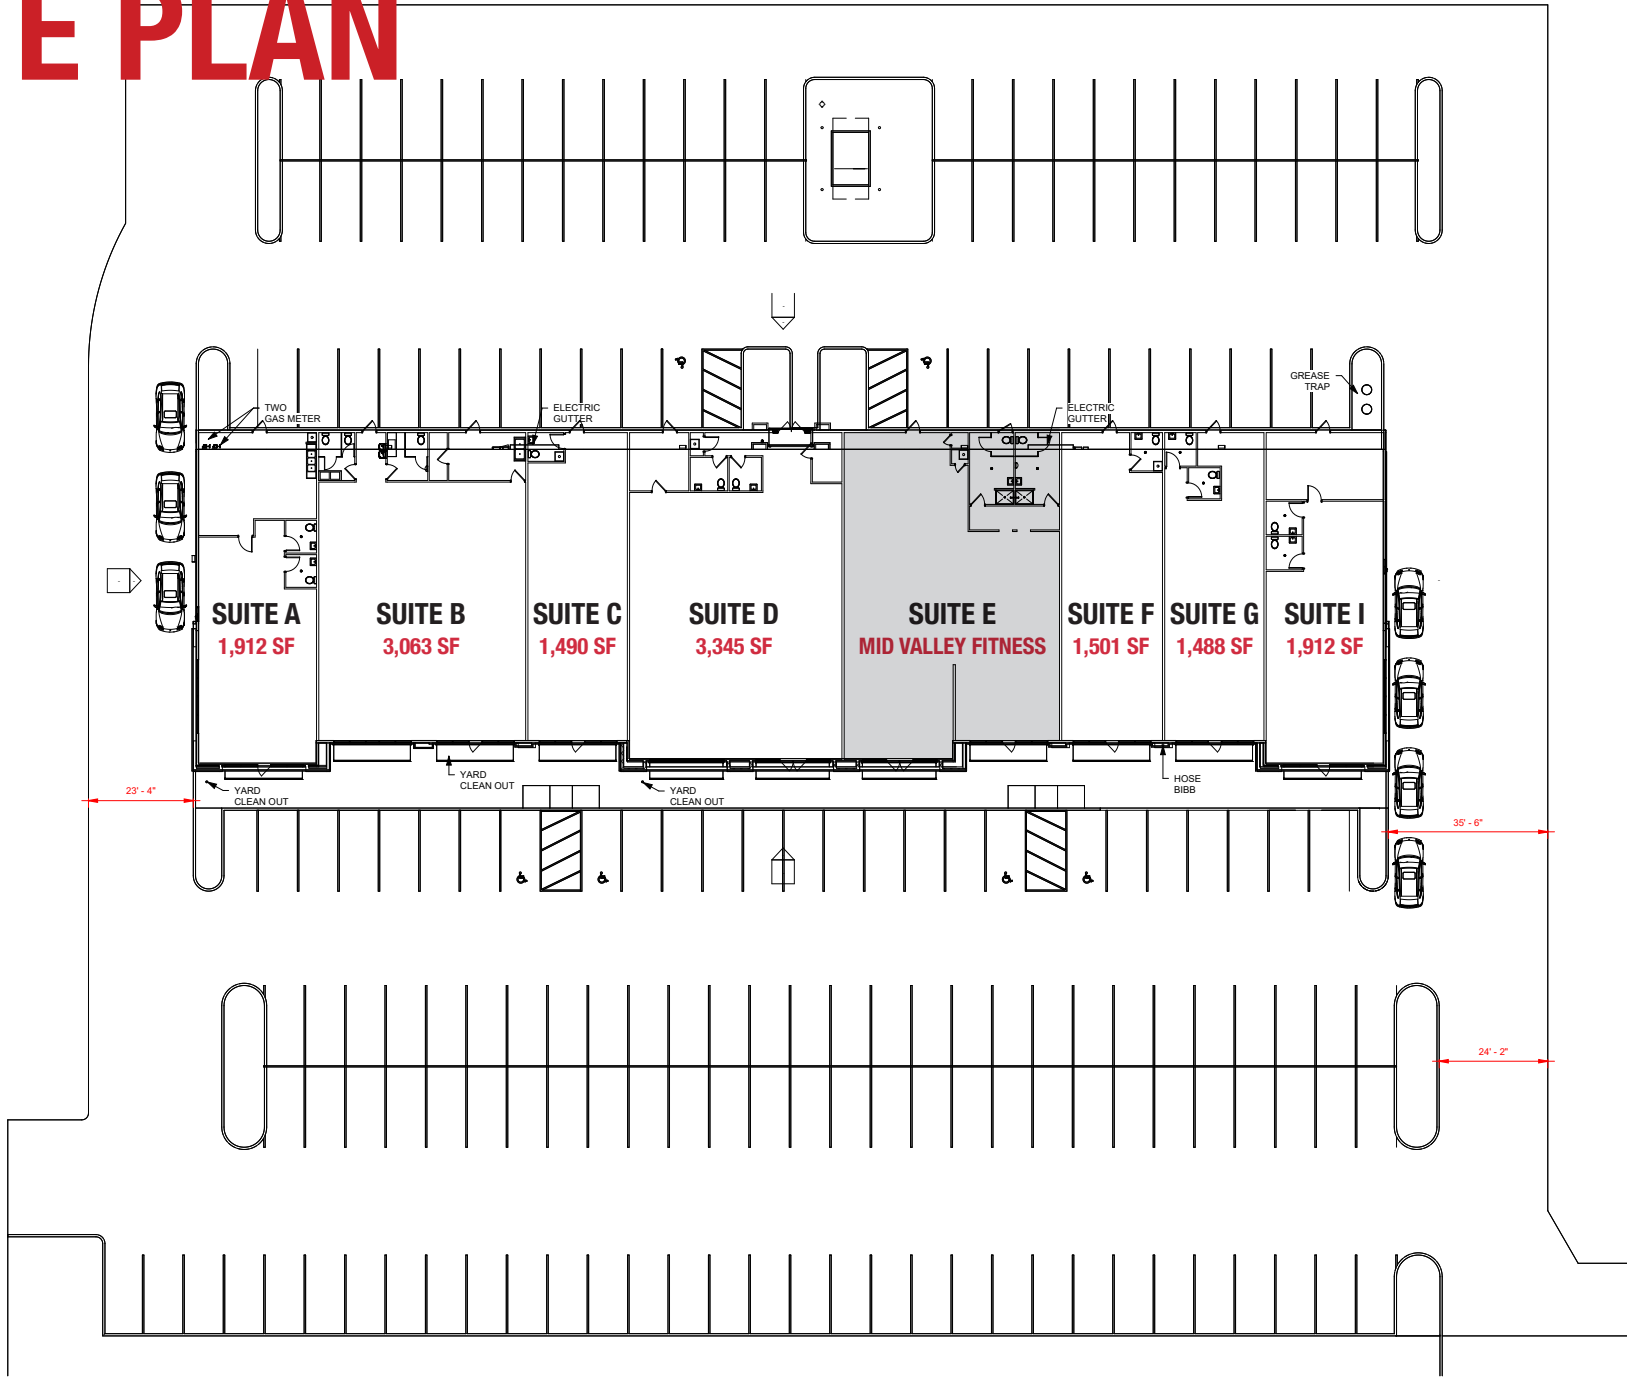 E PLAN
GREASE
TRAP
TWO
GAS METER
ELECTRIC
GUTTER
ELECTRIC
GUTTER
SUITE A
1,912 SF
SUITE B
3,063 SF
SUITE C
1,490 SF
SUITE D
3,345 SF
SUITE E
MID VALLEY FITNESS
SUITE F
1,501 SF
SUITE G
1,488 SF
SUITE I
1,912 SF
YARD
CLEAN OUT
HOSE
BIBB
YARD
CLEAN OUT
YARD
CLEAN OUT
23' - 4"
35' - 6"
24' - 2"